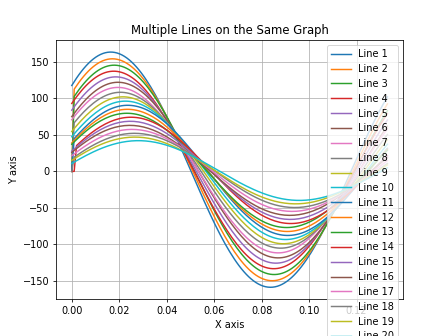 Multiple Lines on the Same Graph
Y axis
150
100
50
0
−50
−100
−150
0.00
0.02
0.04
0.06
0.08
0.10
X axis
Line 1
Line 2
Line 3
Line 4
Line 5
Line 6
Line 7
Line 8
Line 9
Line 10
Line 11
Line 12
Line 13
Line 14
Line 15
Line 16
Line 17
Line 18
Line 19
Line 20